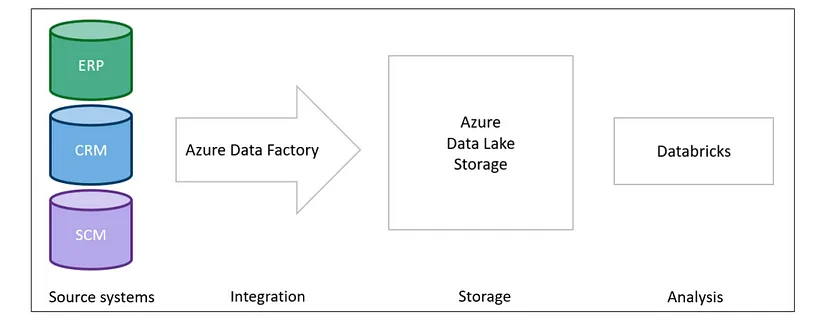 ERP
CRM
SCM
Azure Data Factory
Azure
Data Lake
Storage
Databricks
Source systems
Integration
Storage
Analysis